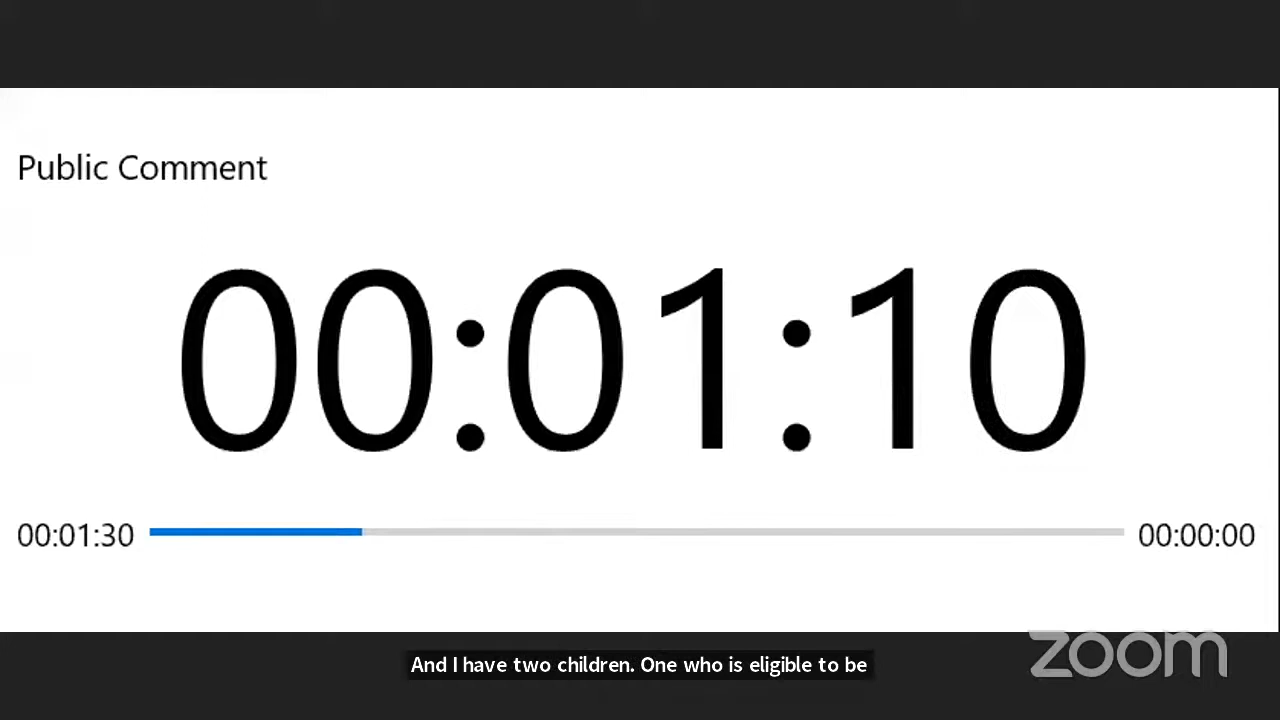 Public Comment
00:01:10
00:01:30 00:00:00
zoom
And I have two children. One who is eligible to be